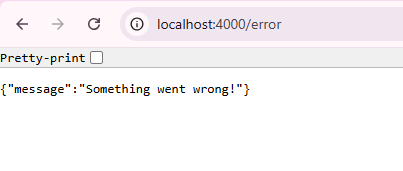 localhost:4000/error
Pretty-print
{"message":"Something went wrong!"}